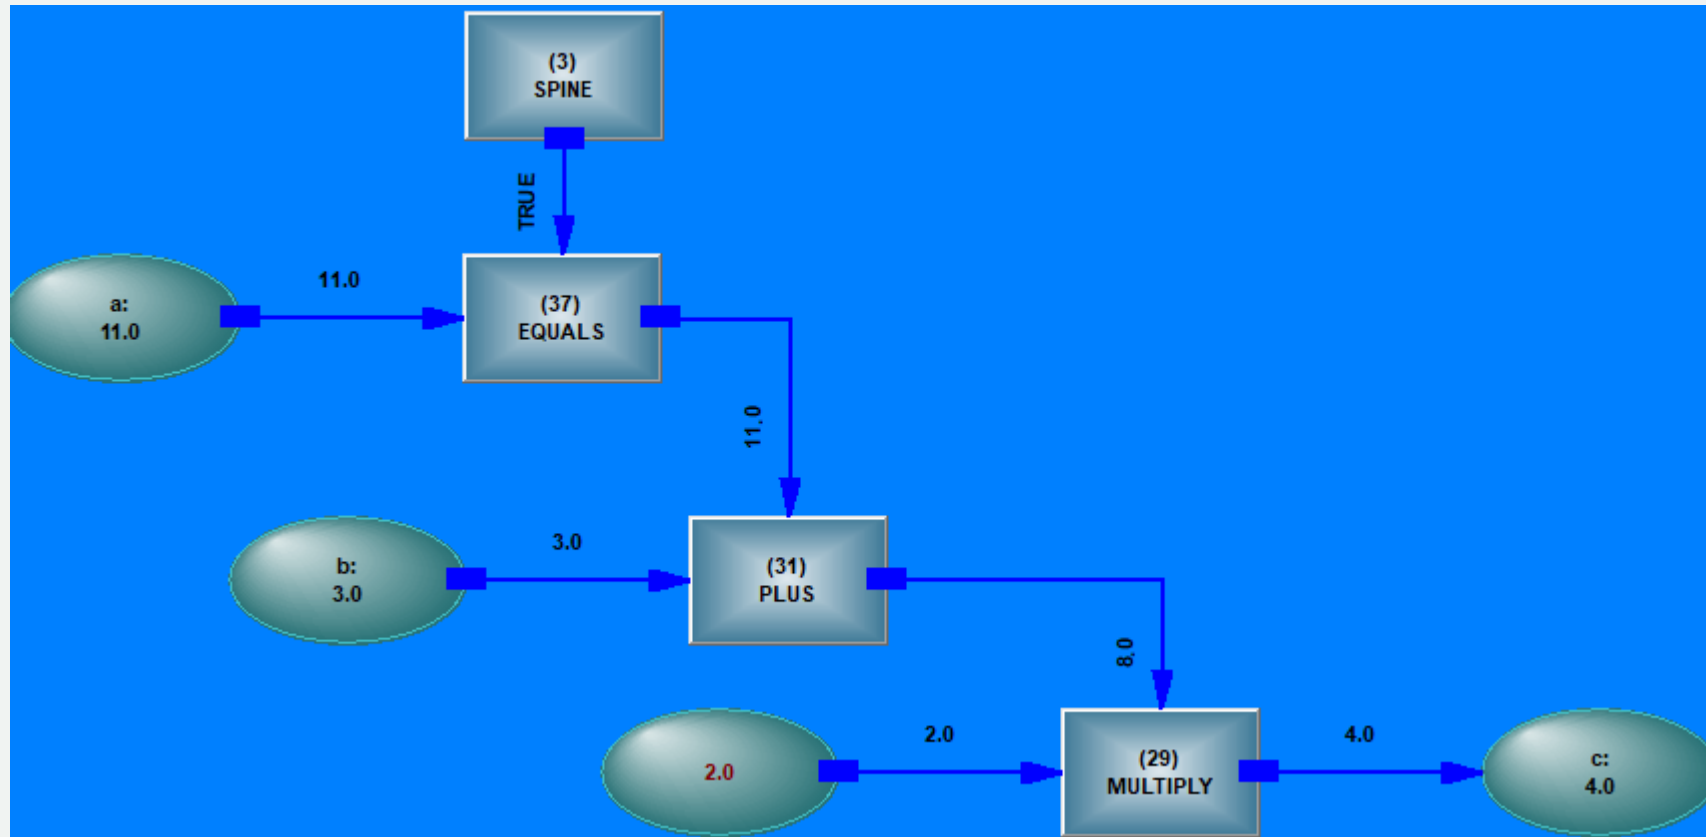 (3)
SPINE
TRUE
a:
11.0
11.0
(37)
EQUALS
11.0
b:
3.0
3.0
(31)
PLUS
8.0
2.0
2.0
(29)
MULTIPLY
4.0
c:
4.0